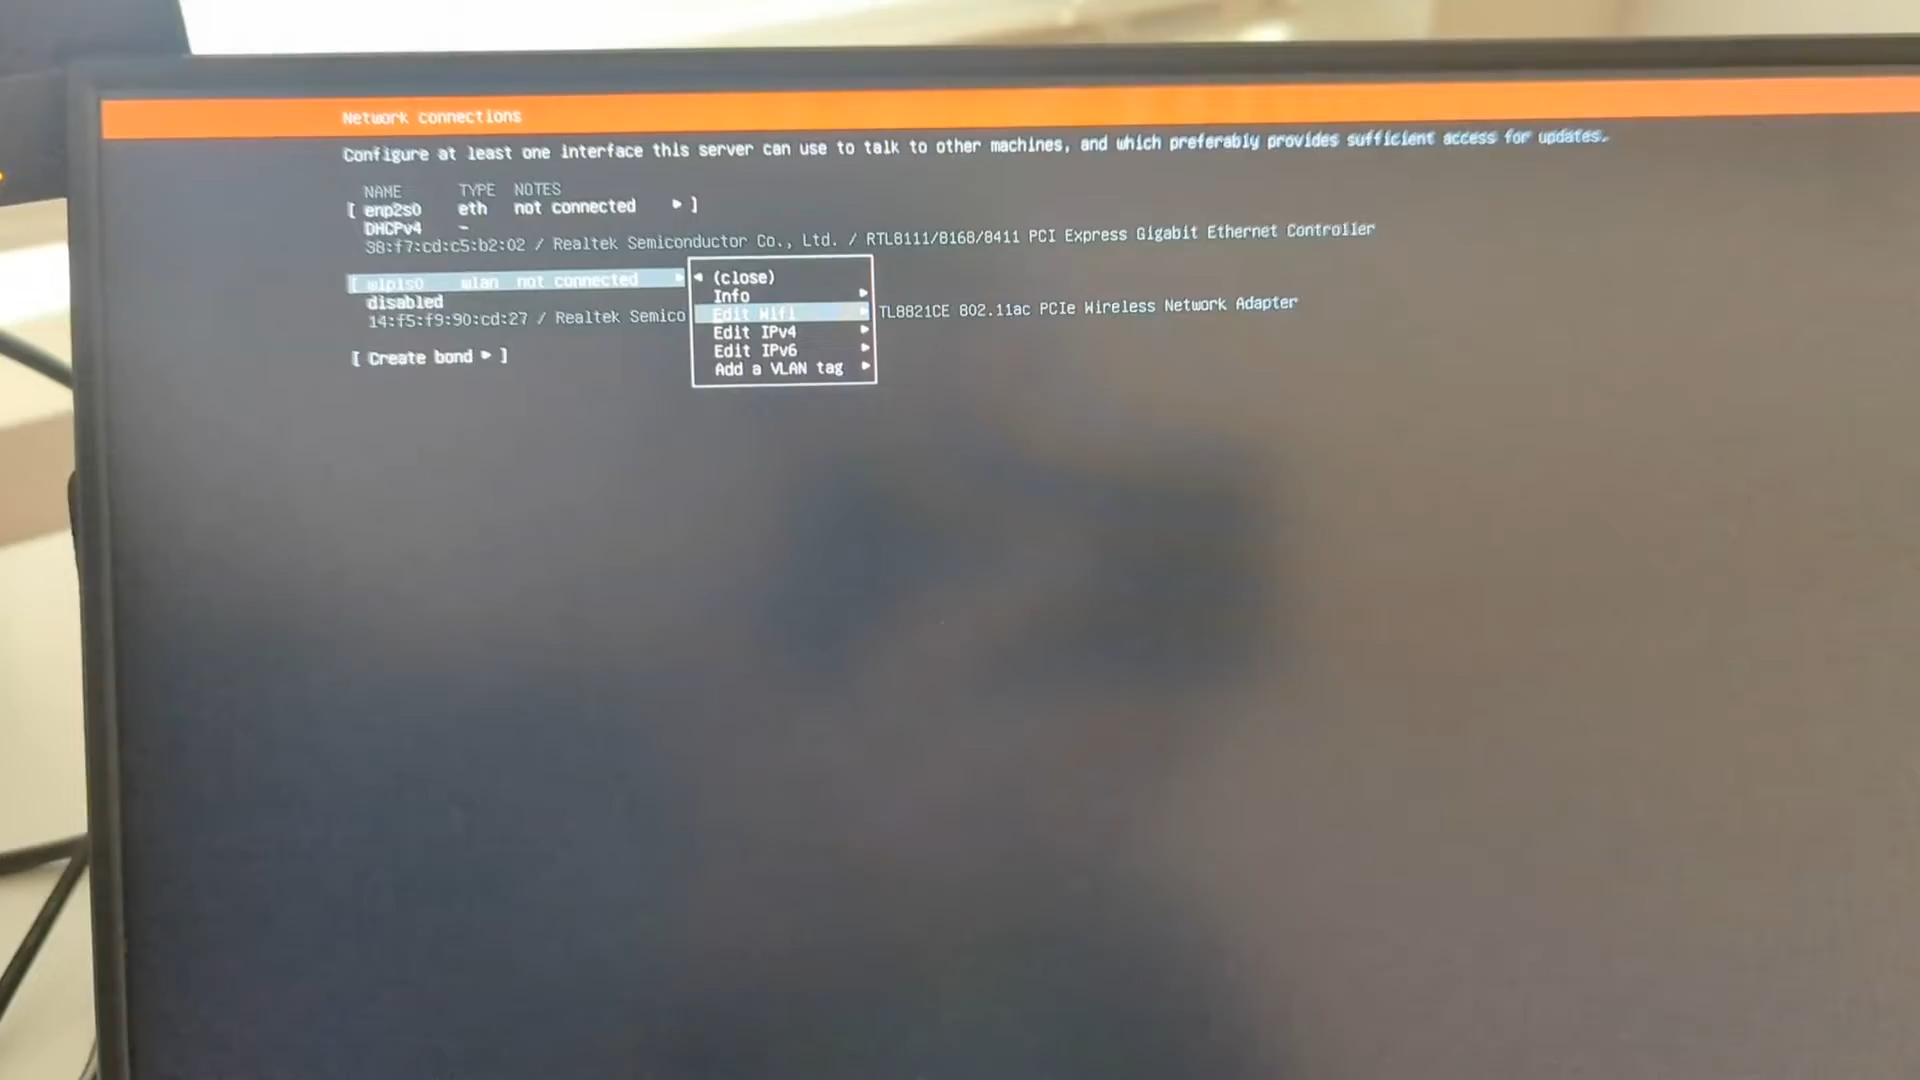 Network connections
Configure at least one interface this server can use to talk to other machines, and which preferably provides sufficient access for updates.
NAME TYPE NOTES
[ enp2s0 eth not connected ▸ ]
DHCPv4 -
38:f7:cd:c5:b2:02 / Realtek Semiconductor Co., Ltd. / RTL8111/8168/8411 PCI Express Gigabit Ethernet Controller
[ wlp1s0 wlan not connected ▸
disabled
14:f5:f9:90:cd:27 / Realtek Semico
TL8821CE 802.11ac PCIe Wireless Network Adapter
◂ (close)
Info ▸
Edit Wifi ▸
Edit IPv4 ▸
Edit IPv6 ▸
Add a VLAN tag ▸
[ Create bond ▸ ]